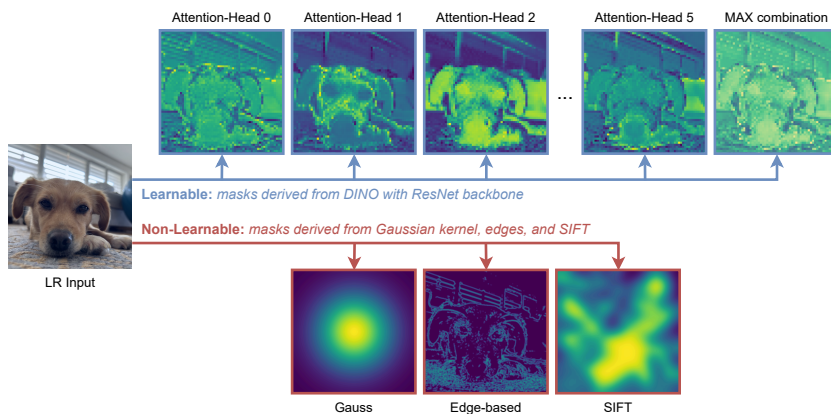 Attention-Head 0
Attention-Head 1
Attention-Head 2
Attention-Head 5
MAX combination
...
Learnable: masks derived from DINO with ResNet backbone
Non-Learnable: masks derived from Gaussian kernel, edges, and SIFT
LR Input
Gauss
Edge-based
SIFT